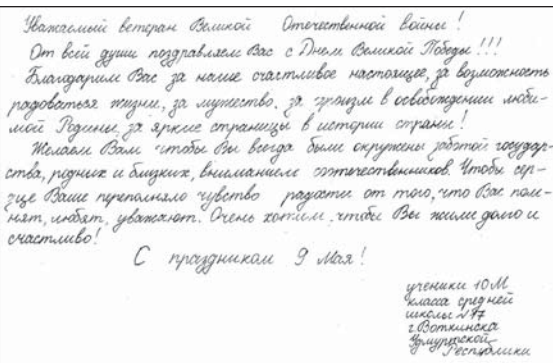 Уважаемый ветеран Великой Отечественной войны!
От всей души поздравляем Вас с Днем Великой Победы!!!
Благодарим Вас за наше счастливое настоящее, за возможность
радоваться жизни, за мужество, за героизм в освобождении люби-
мой Родины, за яркие страницы в истории страны!
Желаем Вам, чтобы Вы всегда были окружены заботой государ-
ства, родных и близких, вниманием соотечественников. Чтобы сер-
дце Ваше переполняло чувство радости от того, что Вас пом-
нят, любят, уважают. Очень хотим, чтобы Вы жили долго и
счастливо!
С праздником 9 Мая!
ученики 10М
класса средней
школы №77
г. Воткинска
Удмуртской
Республики